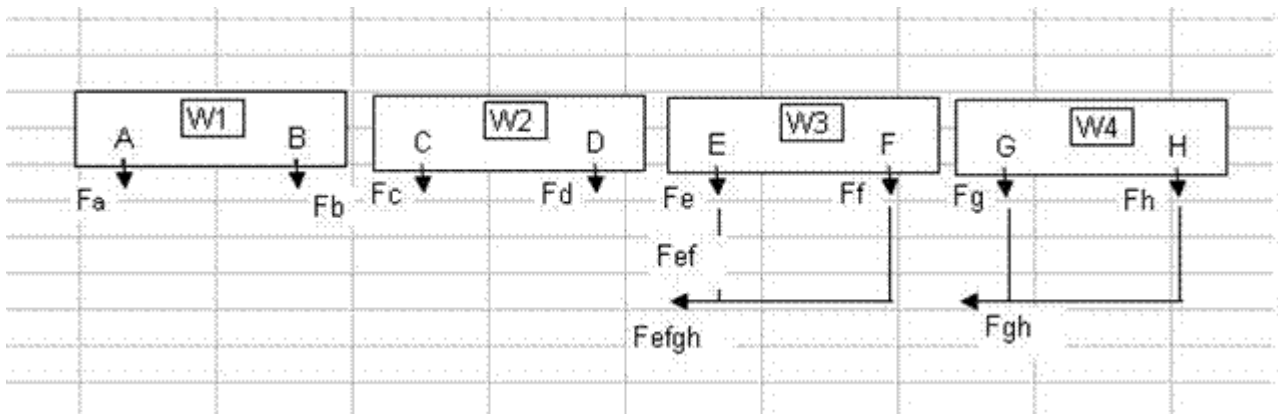 W1 W2 W3 W4
A B C D E F G H
Fa Fb Fc Fd Fe Ff Fg Fh
Fef
Fefgh Fgh